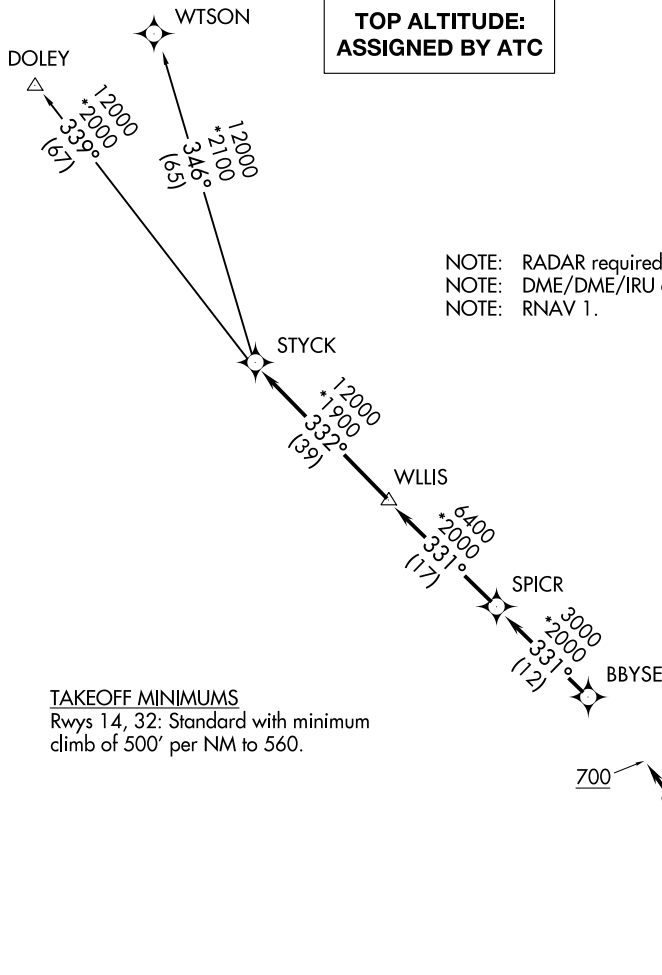 WTSON
TOP ALTITUDE:
ASSIGNED BY ATC
DOLEY
12000
*2000
339°
(67)
12000
*2100
346°
(65)
NOTE: RADAR required
NOTE: DME/DME/IRU
NOTE: RNAV 1.
STYCK
12000
*1900
332°
(39)
WLLIS
6400
*2000
331°
(17)
SPICR
3000
*2000
331°
(12)
BBYSE
TAKEOFF MINIMUMS
Rwys 14, 32: Standard with minimum
climb of 500' per NM to 560.
700